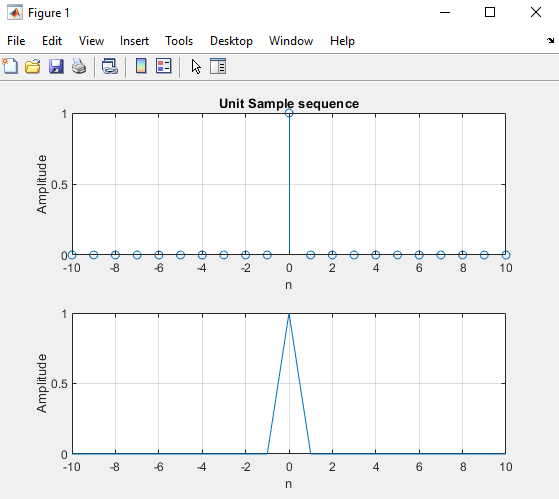 Figure 1
File Edit View Insert Tools Desktop Window Help
Unit Sample sequence
1
0.5
0
Amplitude
-10 -8 -6 -4 -2 0 2 4 6 8 10
n
1
0.5
0
Amplitude
-10 -8 -6 -4 -2 0 2 4 6 8 10
n